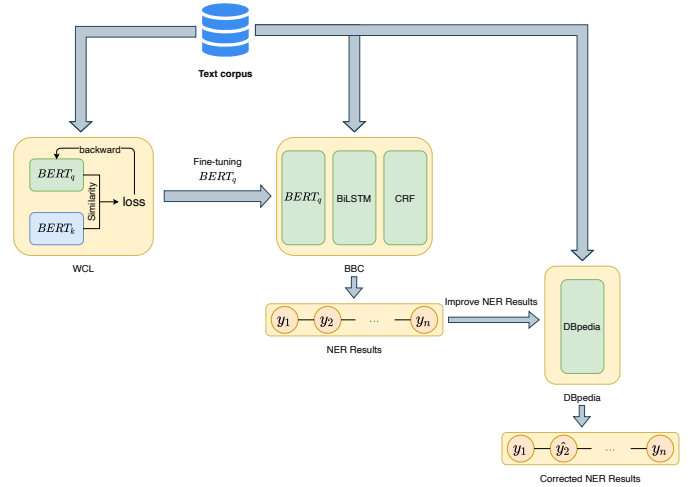 Text corpus
backward
BERT_q
Similarity
loss
BERT_k
WCL
Fine-tuning
BERT_q
BERT_q
BiLSTM
CRF
BBC
y_1
y_2
...
y_n
NER Results
Improve NER Results
DBpedia
DBpedia
y_1
ŷ_2
...
y_n
Corrected NER Results